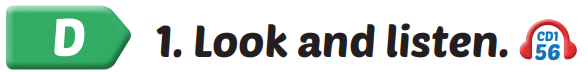 D 1. Look and listen. CD1 56